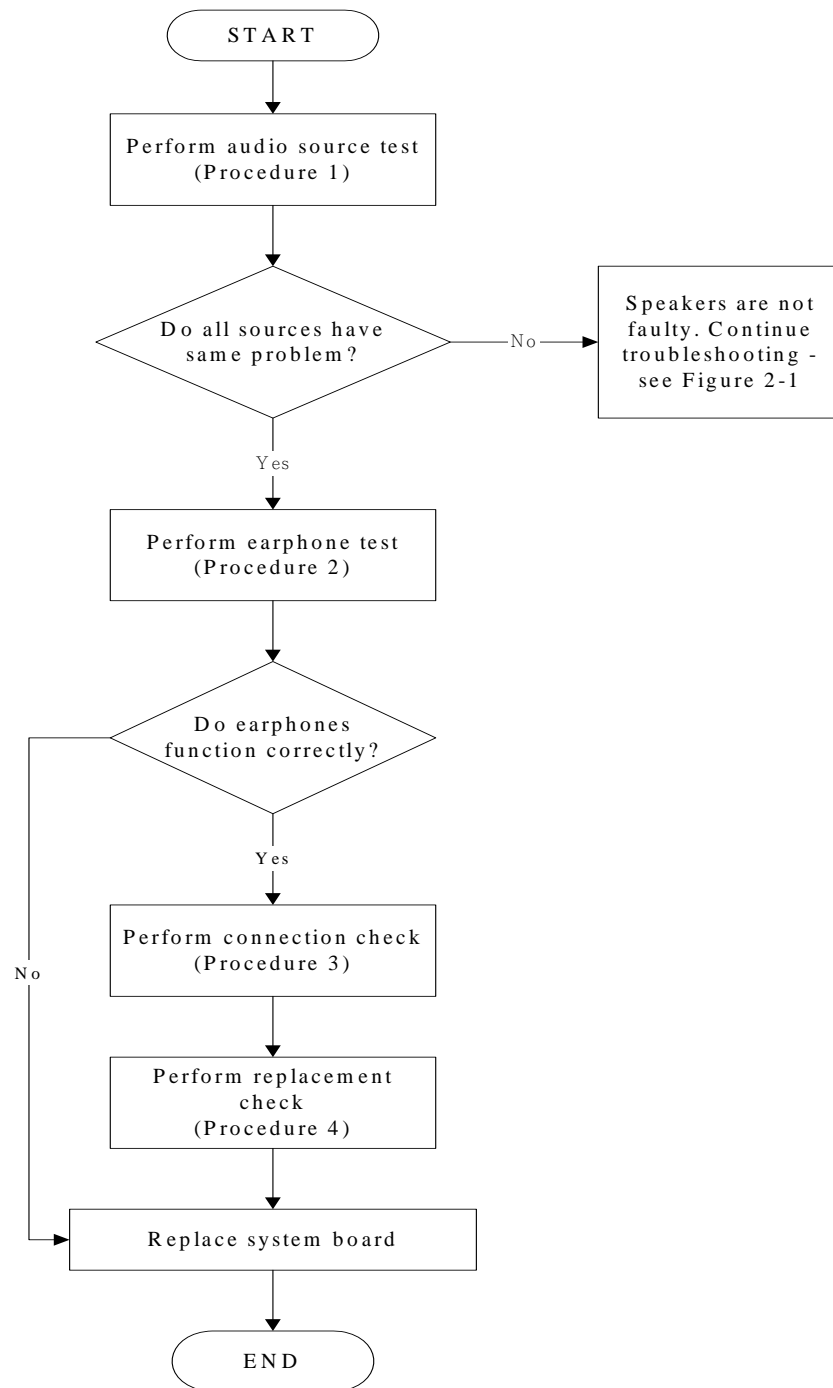 START
Perform audio source test
(Procedure 1)
Do all sources have
same problem?
No
Speakers are not
faulty. Continue
troubleshooting -
see Figure 2-1
Yes
Perform earphone test
(Procedure 2)
Do earphones
function correctly?
Yes
Perform connection check
(Procedure 3)
No
Perform replacement
check
(Procedure 4)
Replace system board
END